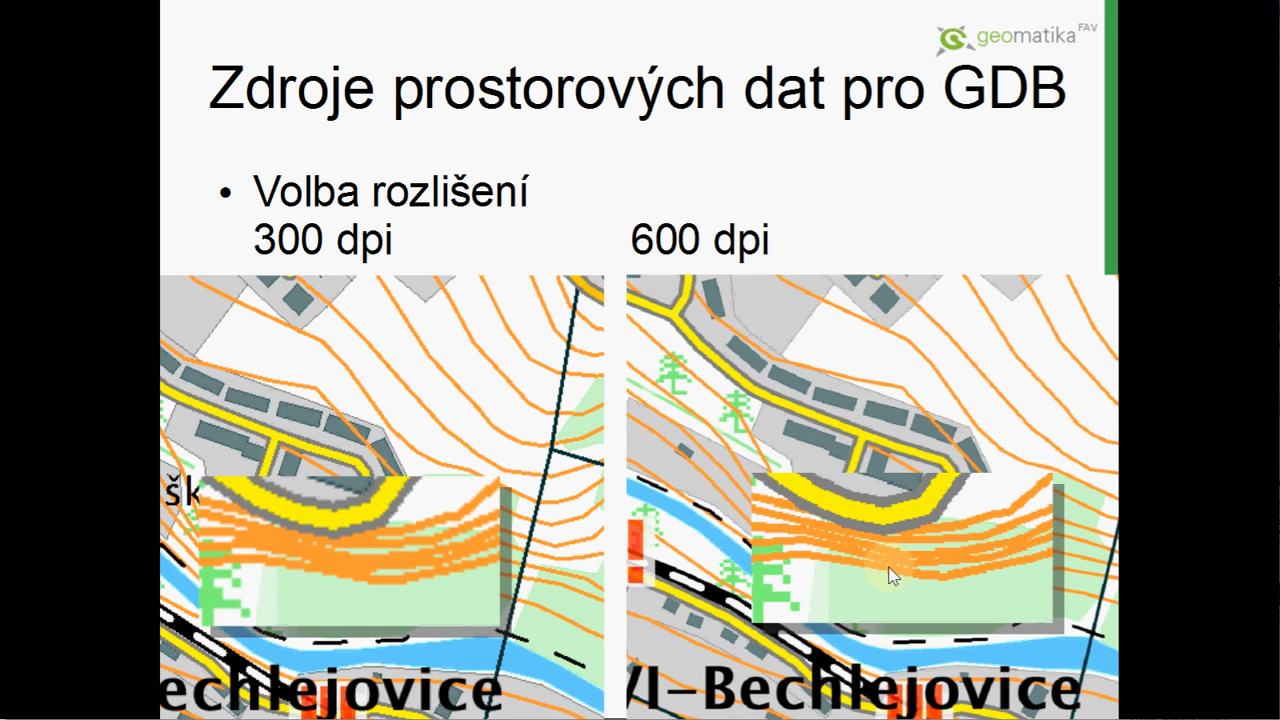 geomatika FAV
Zdroje prostorových dat pro GDB
• Volba rozlišení
300 dpi
600 dpi
šk
echlejovice
VI-Bechlejovice